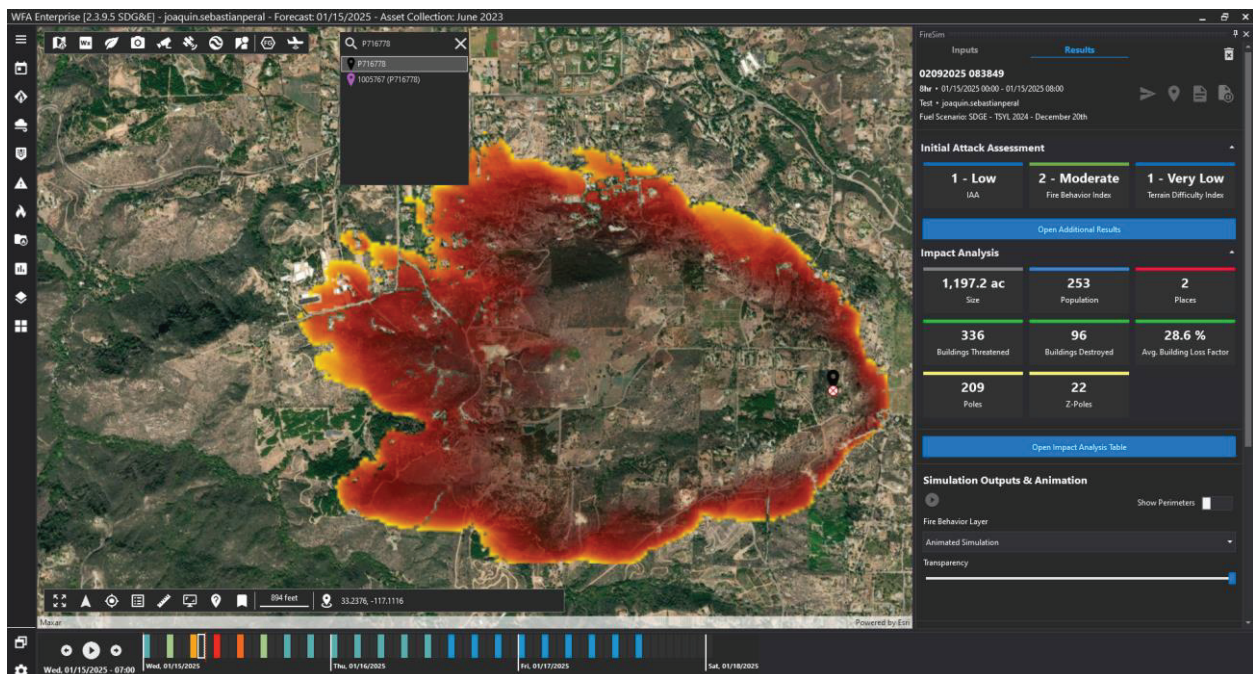 WFA Enterprise [2.3.9.5 SDG&E] - joaquin.sebastianperal - Forecast: 01/15/2025 - Asset Collection: June 2023
Wx
FG
P716778
P716778
1005767 (P716778)
FireSim
Inputs
Results
02092025 083849
8hr • 01/15/2025 00:00 - 01/15/2025 08:00
Test • joaquin.sebastianperal
Fuel Scenario: SDGE - TSYL 2024 - December 20th
Initial Attack Assessment
1 - Low
IAA
2 - Moderate
Fire Behavior Index
1 - Very Low
Terrain Difficulty Index
Open Additional Results
Impact Analysis
1,197.2 ac
Size
253
Population
2
Places
336
Buildings Threatened
96
Buildings Destroyed
28.6 %
Avg. Building Loss Factor
209
Poles
22
Z-Poles
Open Impact Analysis Table
Simulation Outputs & Animation
Show Perimeters
Fire Behavior Layer
Animated Simulation
Transparency
894 feet
33.2376, -117.1116
Maxar
Powered by Esri
Wed, 01/15/2025 - 07:00
Wed, 01/15/2025
Thu, 01/16/2025
Fri, 01/17/2025
Sat, 01/18/2025